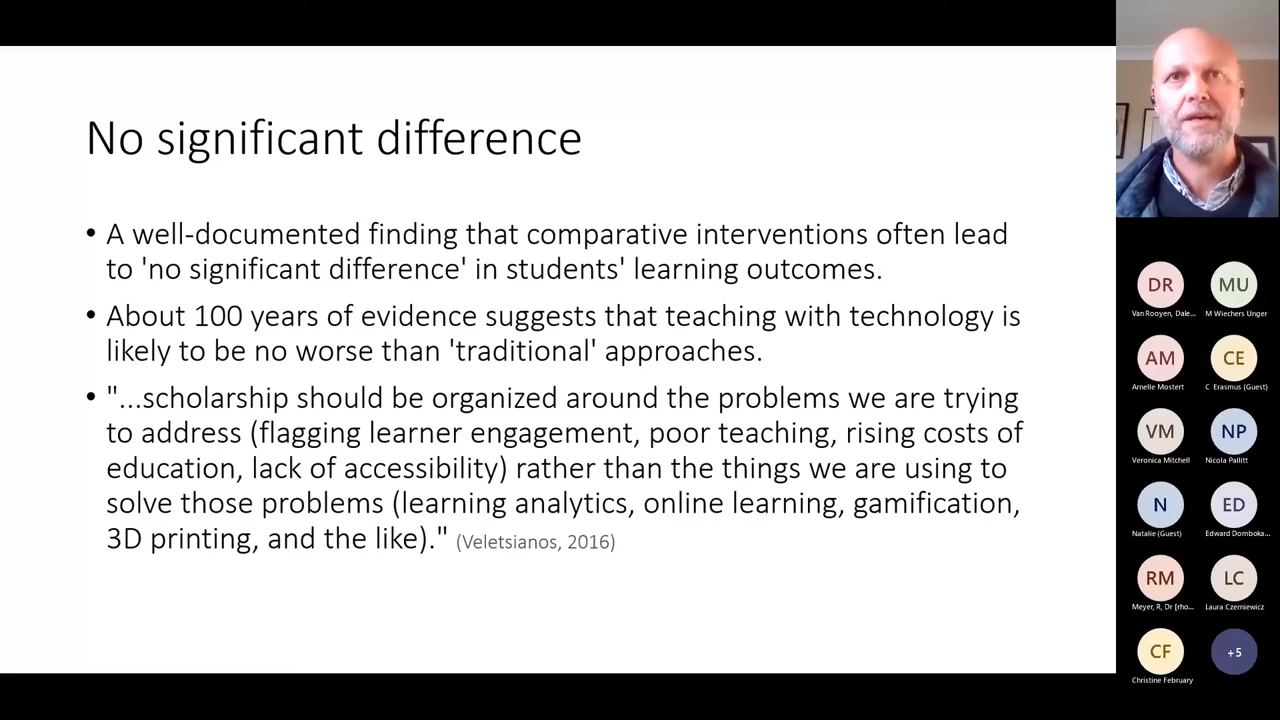 No significant difference
• A well-documented finding that comparative interventions often lead
to 'no significant difference' in students' learning outcomes.
• About 100 years of evidence suggests that teaching with technology is
likely to be no worse than 'traditional' approaches.
• "...scholarship should be organized around the problems we are trying
to address (flagging learner engagement, poor teaching, rising costs of
education, lack of accessibility) rather than the things we are using to
solve those problems (learning analytics, online learning, gamification,
3D printing, and the like)." (Veletsianos, 2016)
DR MU
Van Rooyen, Dale... M Wiechers Unger
AM CE
Arnelle Mostert C Erasmus (Guest)
VM NP
Veronica Mitchell Nicola Pallitt
N ED
Natalie (Guest) Edward Domboka...
RM LC
Meyer, R, Dr [rho... Laura Czerniewicz
CF +5
Christine February